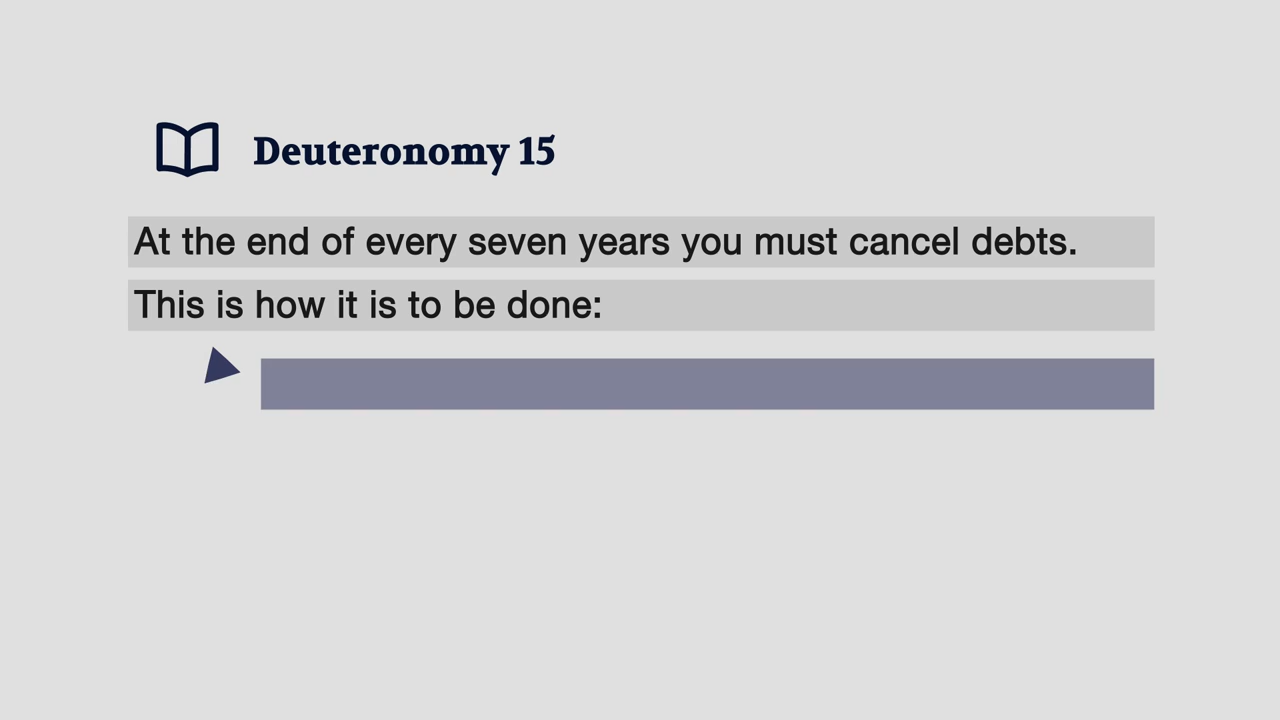 Deuteronomy 15
At the end of every seven years you must cancel debts.
This is how it is to be done: